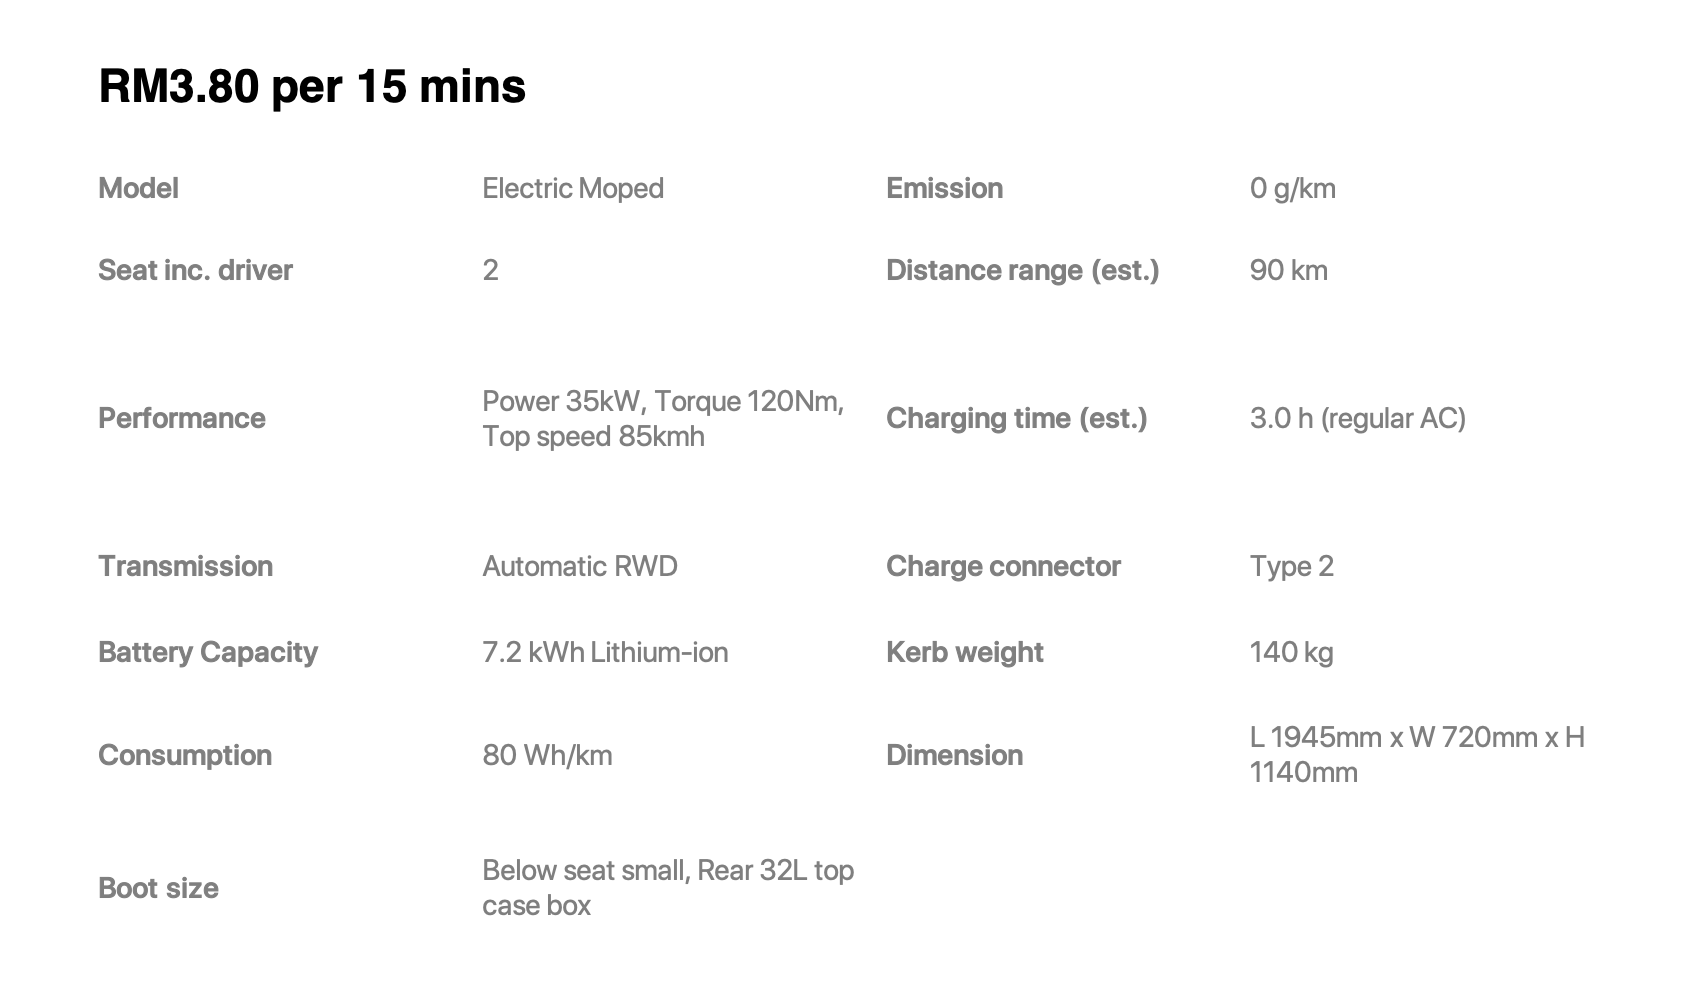 RM3.80 per 15 mins
Model Electric Moped Emission 0 g/km
Seat inc. driver 2 Distance range (est.) 90 km
Performance Power 35kW, Torque 120Nm,
Top speed 85kmh Charging time (est.) 3.0 h (regular AC)
Transmission Automatic RWD Charge connector Type 2
Battery Capacity 7.2 kWh Lithium-ion Kerb weight 140 kg
Consumption 80 Wh/km Dimension L 1945mm x W 720mm x H
1140mm
Boot size Below seat small, Rear 32L top
case box